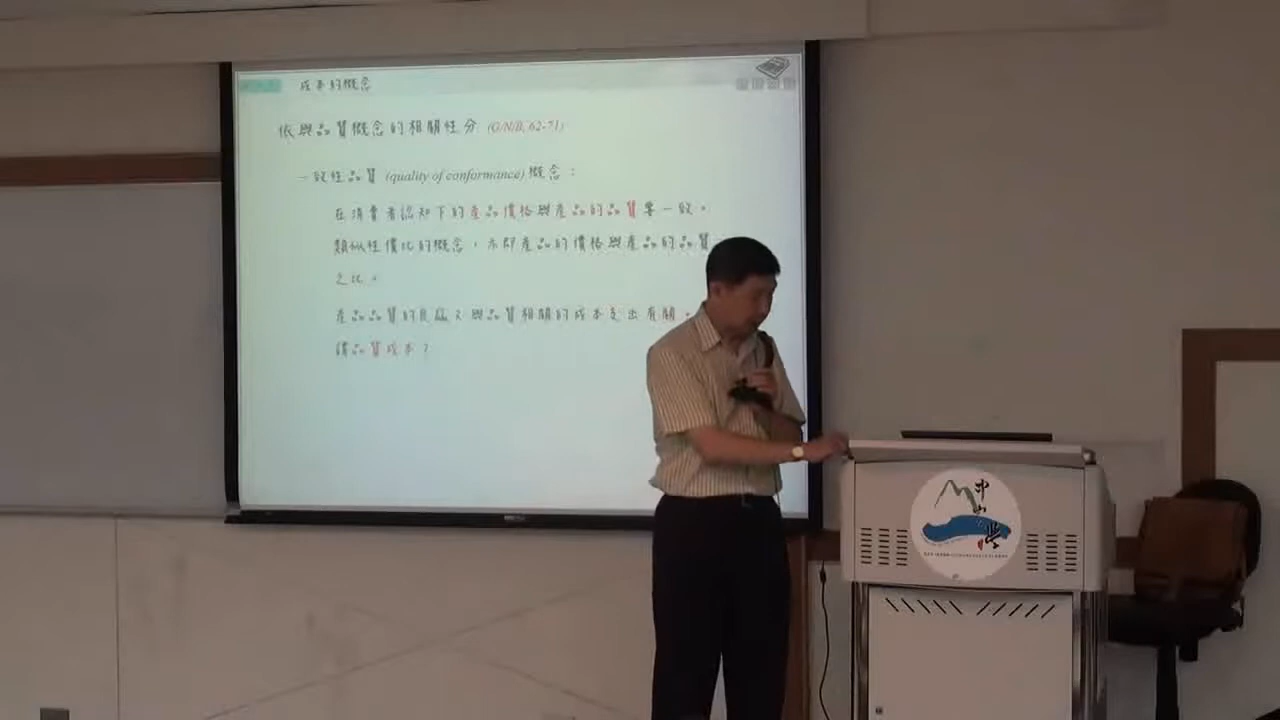 成本的概念
依與品質概念的相關性分 (G/N/B, 62-71)
一致性品質 (quality of conformance) 概念：
在消費者認知下的產品價格與產品的品質要一致。
類似性價比的概念，亦即產品的價格與產品的品質
之比。
產品品質的良窳又與品質相關的成本支出有關。
謂品質成本？
中山大學